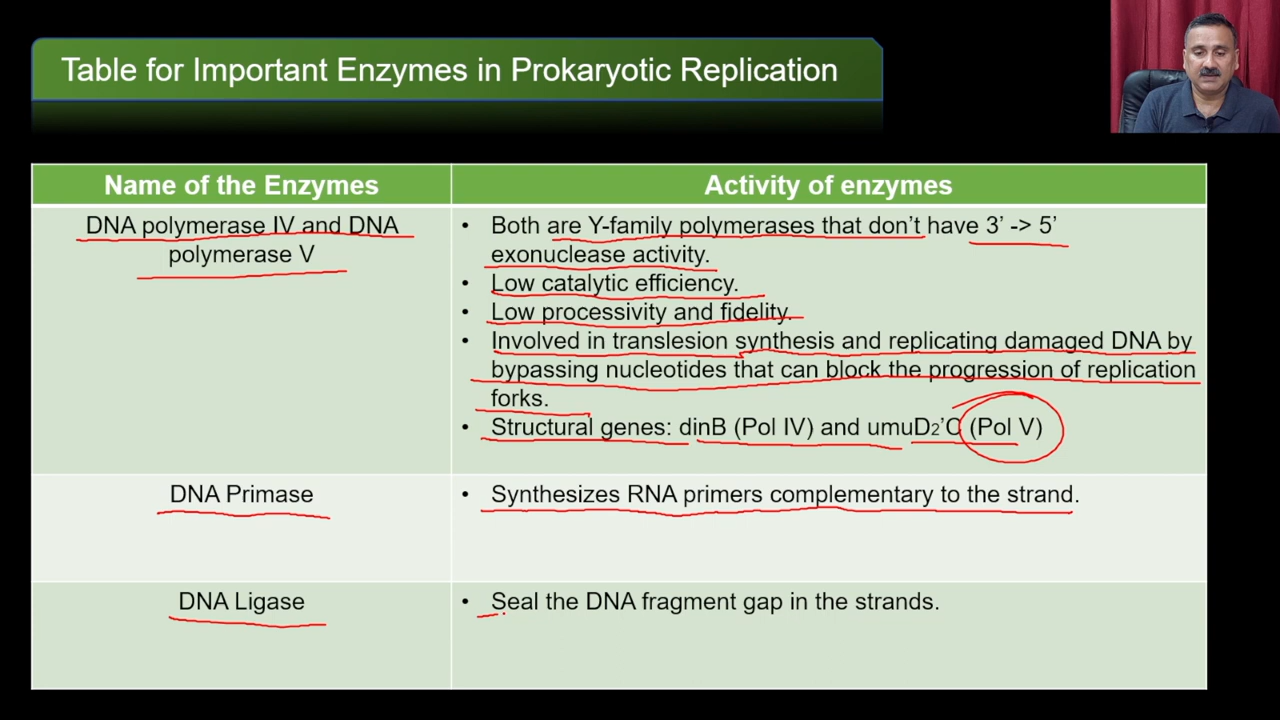 Table for Important Enzymes in Prokaryotic Replication
Name of the Enzymes
Activity of enzymes
DNA polymerase IV and DNA
polymerase V
• Both are Y-family polymerases that don't have 3' -> 5'
exonuclease activity.
• Low catalytic efficiency.
• Low processivity and fidelity.
• Involved in translesion synthesis and replicating damaged DNA by
bypassing nucleotides that can block the progression of replication
forks.
• Structural genes: dinB (Pol IV) and umuD2'C (Pol V)
DNA Primase
• Synthesizes RNA primers complementary to the strand.
DNA Ligase
• Seal the DNA fragment gap in the strands.